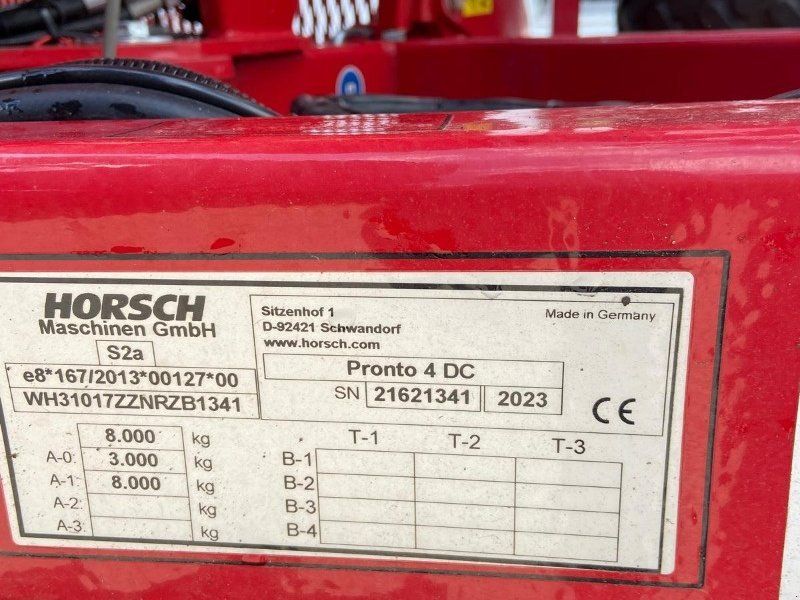 HORSCH
Maschinen GmbH
S2a
e8*167/2013*00127*00
WH31017ZZNRZB1341
Sitzenhof 1
D-92421 Schwandorf
www.horsch.com
Made in Germany
Pronto 4 DC
SN 21621341 2023
CE
8.000 kg
A-0: 3.000 kg
A-1: 8.000 kg
A-2: kg
A-3: kg
T-1 T-2 T-3
B-1
B-2
B-3
B-4